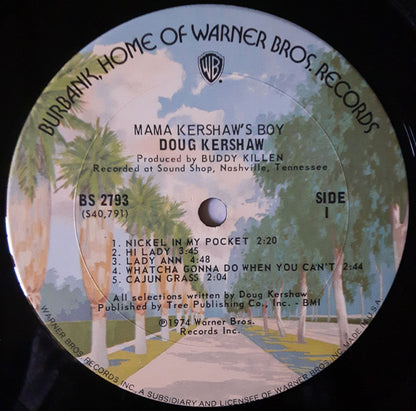 BURBANK, HOME OF WARNER BROS. RECORDS
WB
MAMA KERSHAW'S BOY
DOUG KERSHAW
Produced by BUDDY KILLEN
Recorded at Sound Shop, Nashville, Tennessee
BS 2793
(S40,791)
SIDE
1
1. NICKEL IN MY POCKET 2:20
2. HI LADY 3:45
3. LADY ANN 2:48
4. WHATCHA GONNA DO WHEN YOU CAN'T 2:44
5. CAJUN GRASS 2:04
All selections written by Doug Kershaw
Published by Tree Publishing Co., Inc. - BMI
℗©1974 Warner Bros.
Records Inc.
WARNER BROS. RECORDS INC., A SUBSIDIARY AND LICENSEE OF WARNER BROS. INC. MADE IN U.S.A.